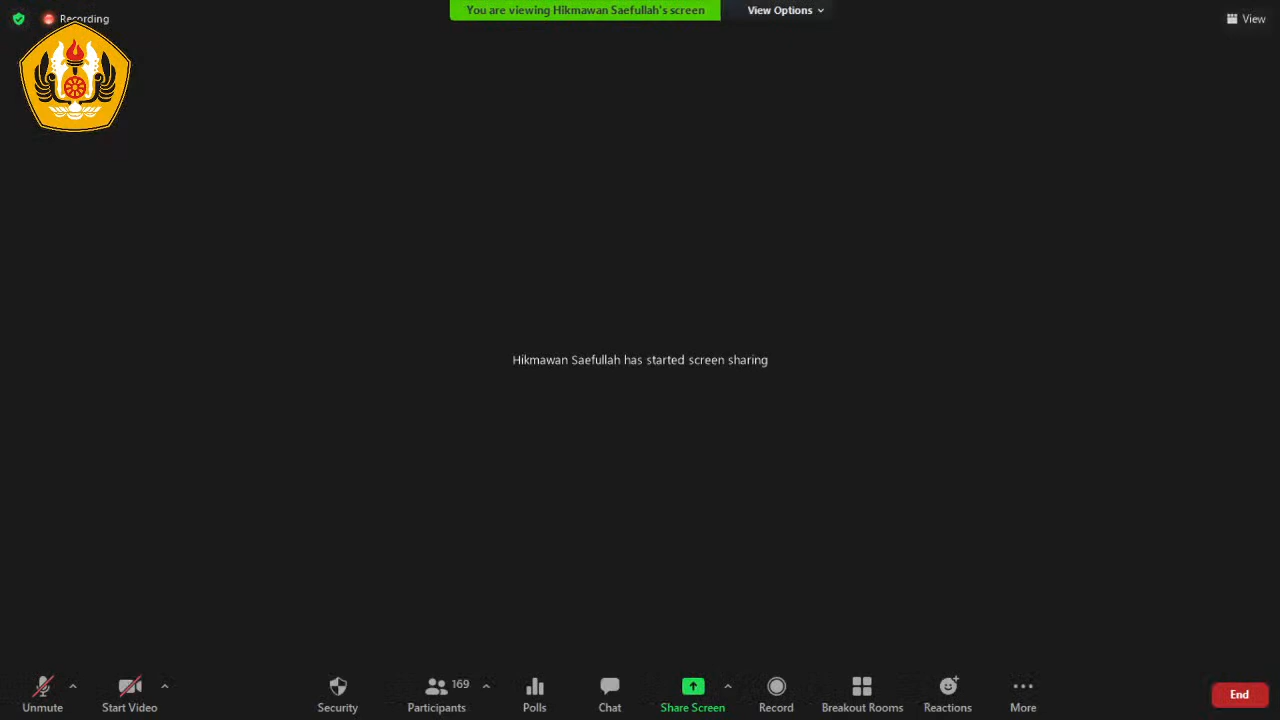 Recording
You are viewing Hikmawan Saefullah's screen
View Options
View
Hikmawan Saefullah has started screen sharing
Unmute
Start Video
Security
Participants
169
Polls
Chat
Share Screen
Record
Breakout Rooms
Reactions
More
End